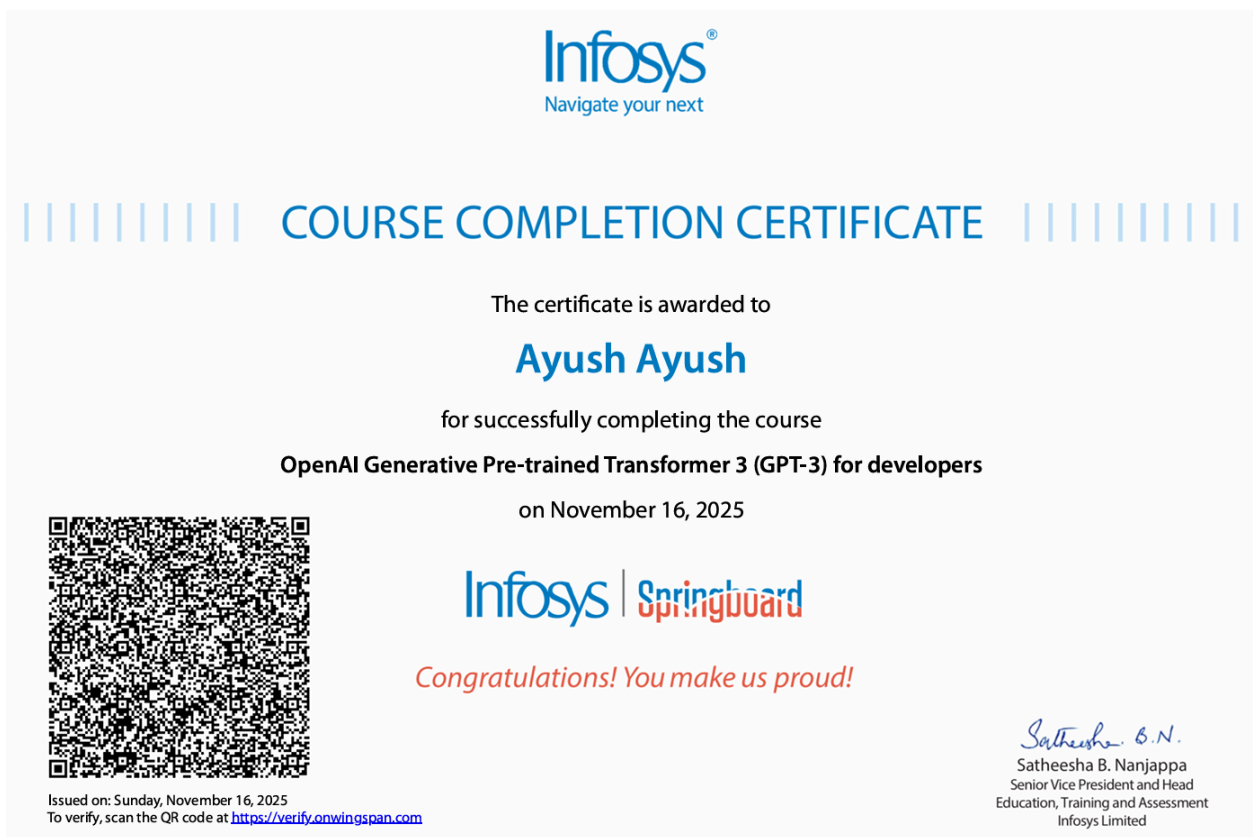 Infosys®
Navigate your next
COURSE COMPLETION CERTIFICATE
The certificate is awarded to
Ayush Ayush
for successfully completing the course
OpenAI Generative Pre-trained Transformer 3 (GPT-3) for developers
on November 16, 2025
Infosys | Springboard
Congratulations! You make us proud!
Satheesha B.N.
Satheesha B. Nanjappa
Senior Vice President and Head
Education, Training and Assessment
Infosys Limited
Issued on: Sunday, November 16, 2025
To verify, scan the QR code at https://verify.onwingspan.com